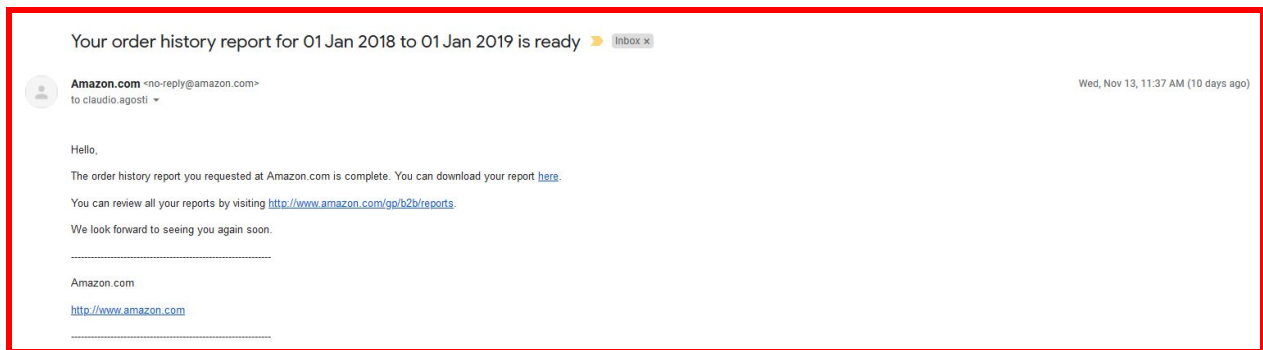 Your order history report for 01 Jan 2018 to 01 Jan 2019 is ready Inbox x
Amazon.com <no-reply@amazon.com> Wed, Nov 13, 11:37 AM (10 days ago)
to claudio.agosti
Hello,
The order history report you requested at Amazon.com is complete. You can download your report here.
You can review all your reports by visiting http://www.amazon.com/gp/b2b/reports.
We look forward to seeing you again soon.
------------------------------------------------------------
Amazon.com
http://www.amazon.com
------------------------------------------------------------